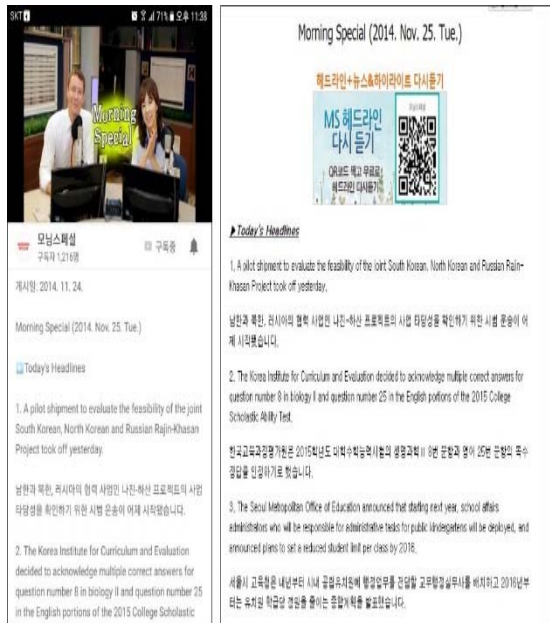 SKT
71% 오후 11:38
Morning
Special
모닝스페셜
구독자 1,216명
구독중
게시일: 2014. 11. 24.
Morning Special (2014. Nov. 25. Tue.)
Today's Headlines
1. A pilot shipment to evaluate the feasibility of the joint
South Korean, North Korean and Russian Rajin-Khasan
Project took off yesterday.
남한과 북한, 러시아의 협력 사업인 나진-하산 프로젝트의 사업
타당성을 확인하기 위한 시범 운송이 어제 시작됐습니다.
2. The Korea Institute for Curriculum and Evaluation
decided to acknowledge multiple correct answers for
question number 8 in biology II and question number 25
in the English portions of the 2015 College Scholastic
Morning Special (2014. Nov. 25. Tue.)
헤드라인+뉴스&하이라이트 다시듣기
MS 헤드라인
다시 듣기
QR코드 찍고 무료로
헤드라인 다시듣기
▶Today's Headlines
1. A pilot shipment to evaluate the feasibility of the joint South Korean, North Korean and Russian Rajin-
Khasan Project took off yesterday.
남한과 북한, 러시아의 협력 사업인 나진-하산 프로젝트의 사업 타당성을 확인하기 위한 시범 운송이 어
제 시작됐습니다.
2. The Korea Institute for Curriculum and Evaluation decided to acknowledge multiple correct answers for
question number 8 in biology II and question number 25 in the English portions of the 2015 College
Scholastic Ability Test.
한국교육과정평가원은 2015학년도 대학수학능력시험의 생명과학 II 8번 문항과 영어 25번 문항의 복수
정답을 인정하기로 했습니다.
3. The Seoul Metropolitan Office of Education announced that starting next year, school affairs
administrators who will be responsible for administrative tasks for public kindergartens will be deployed, and
announced plans to set a reduced student limit per class by 2018.
서울시 교육청은 내년부터 시내 공립유치원에 행정업무를 전담할 교무행정실무사를 배치하고 2018년부
터는 유치원 학급당 정원을 줄이는 종합계획을 발표했습니다.